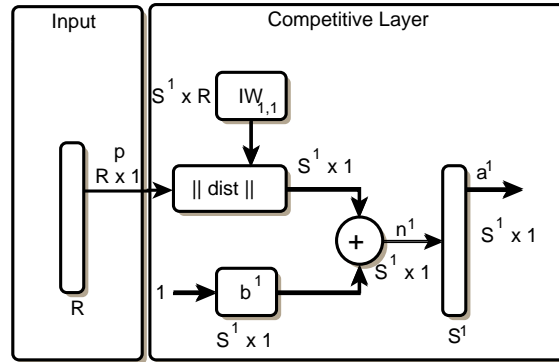 Input
Competitive Layer
S¹ x R
IW1,1
p
R x 1
|| dist ||
S¹ x 1
a¹
S¹ x 1
+
n¹
S¹ x 1
1
b¹
S¹ x 1
R
S¹